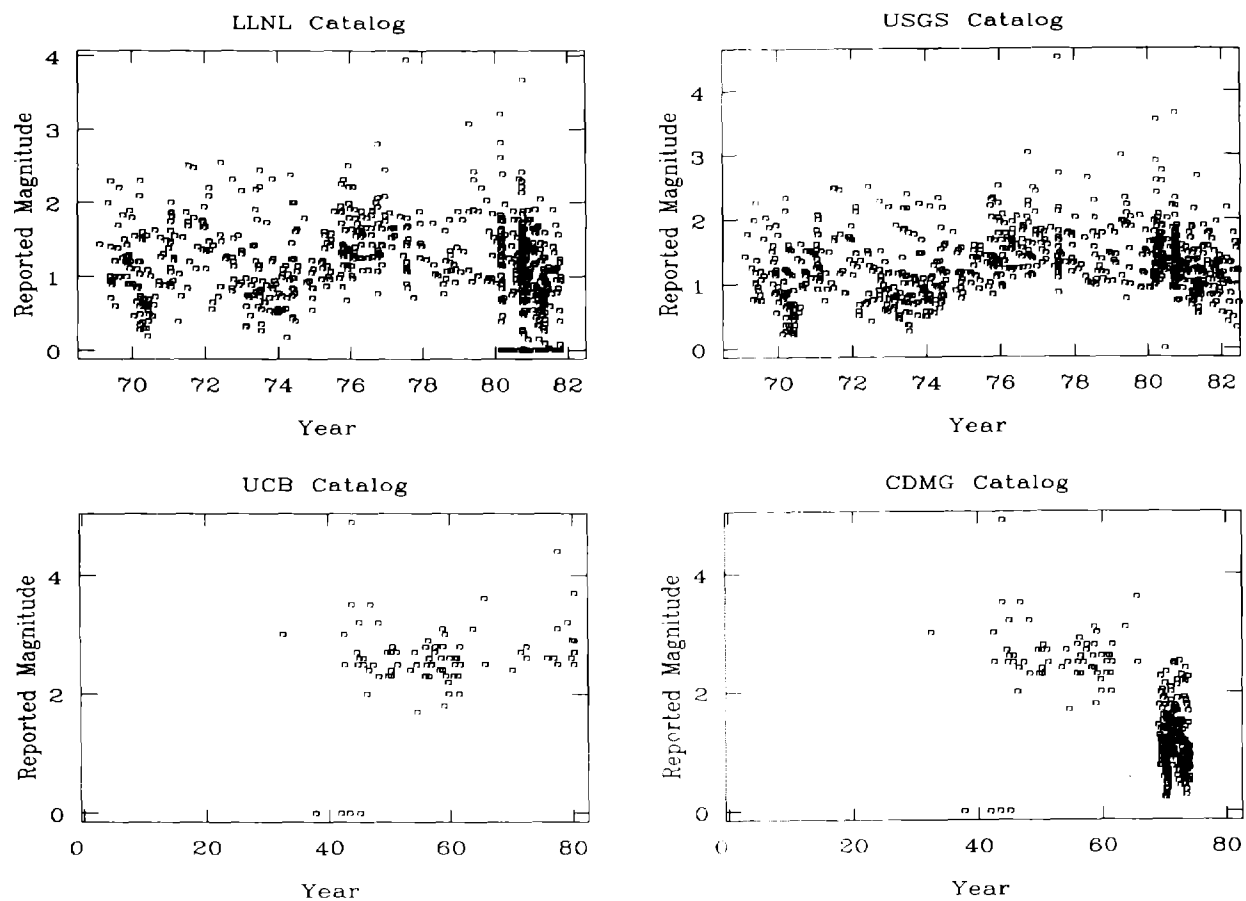 LLNL Catalog
Reported Magnitude
4
3
2
1
0
70 72 74 76 78 80 82
Year
USGS Catalog
Reported Magnitude
4
3
2
1
0
70 72 74 76 78 80 82
Year
UCB Catalog
Reported Magnitude
4
2
0
0 20 40 60 80
Year
CDMG Catalog
Reported Magnitude
4
2
0
0 20 40 60 80
Year